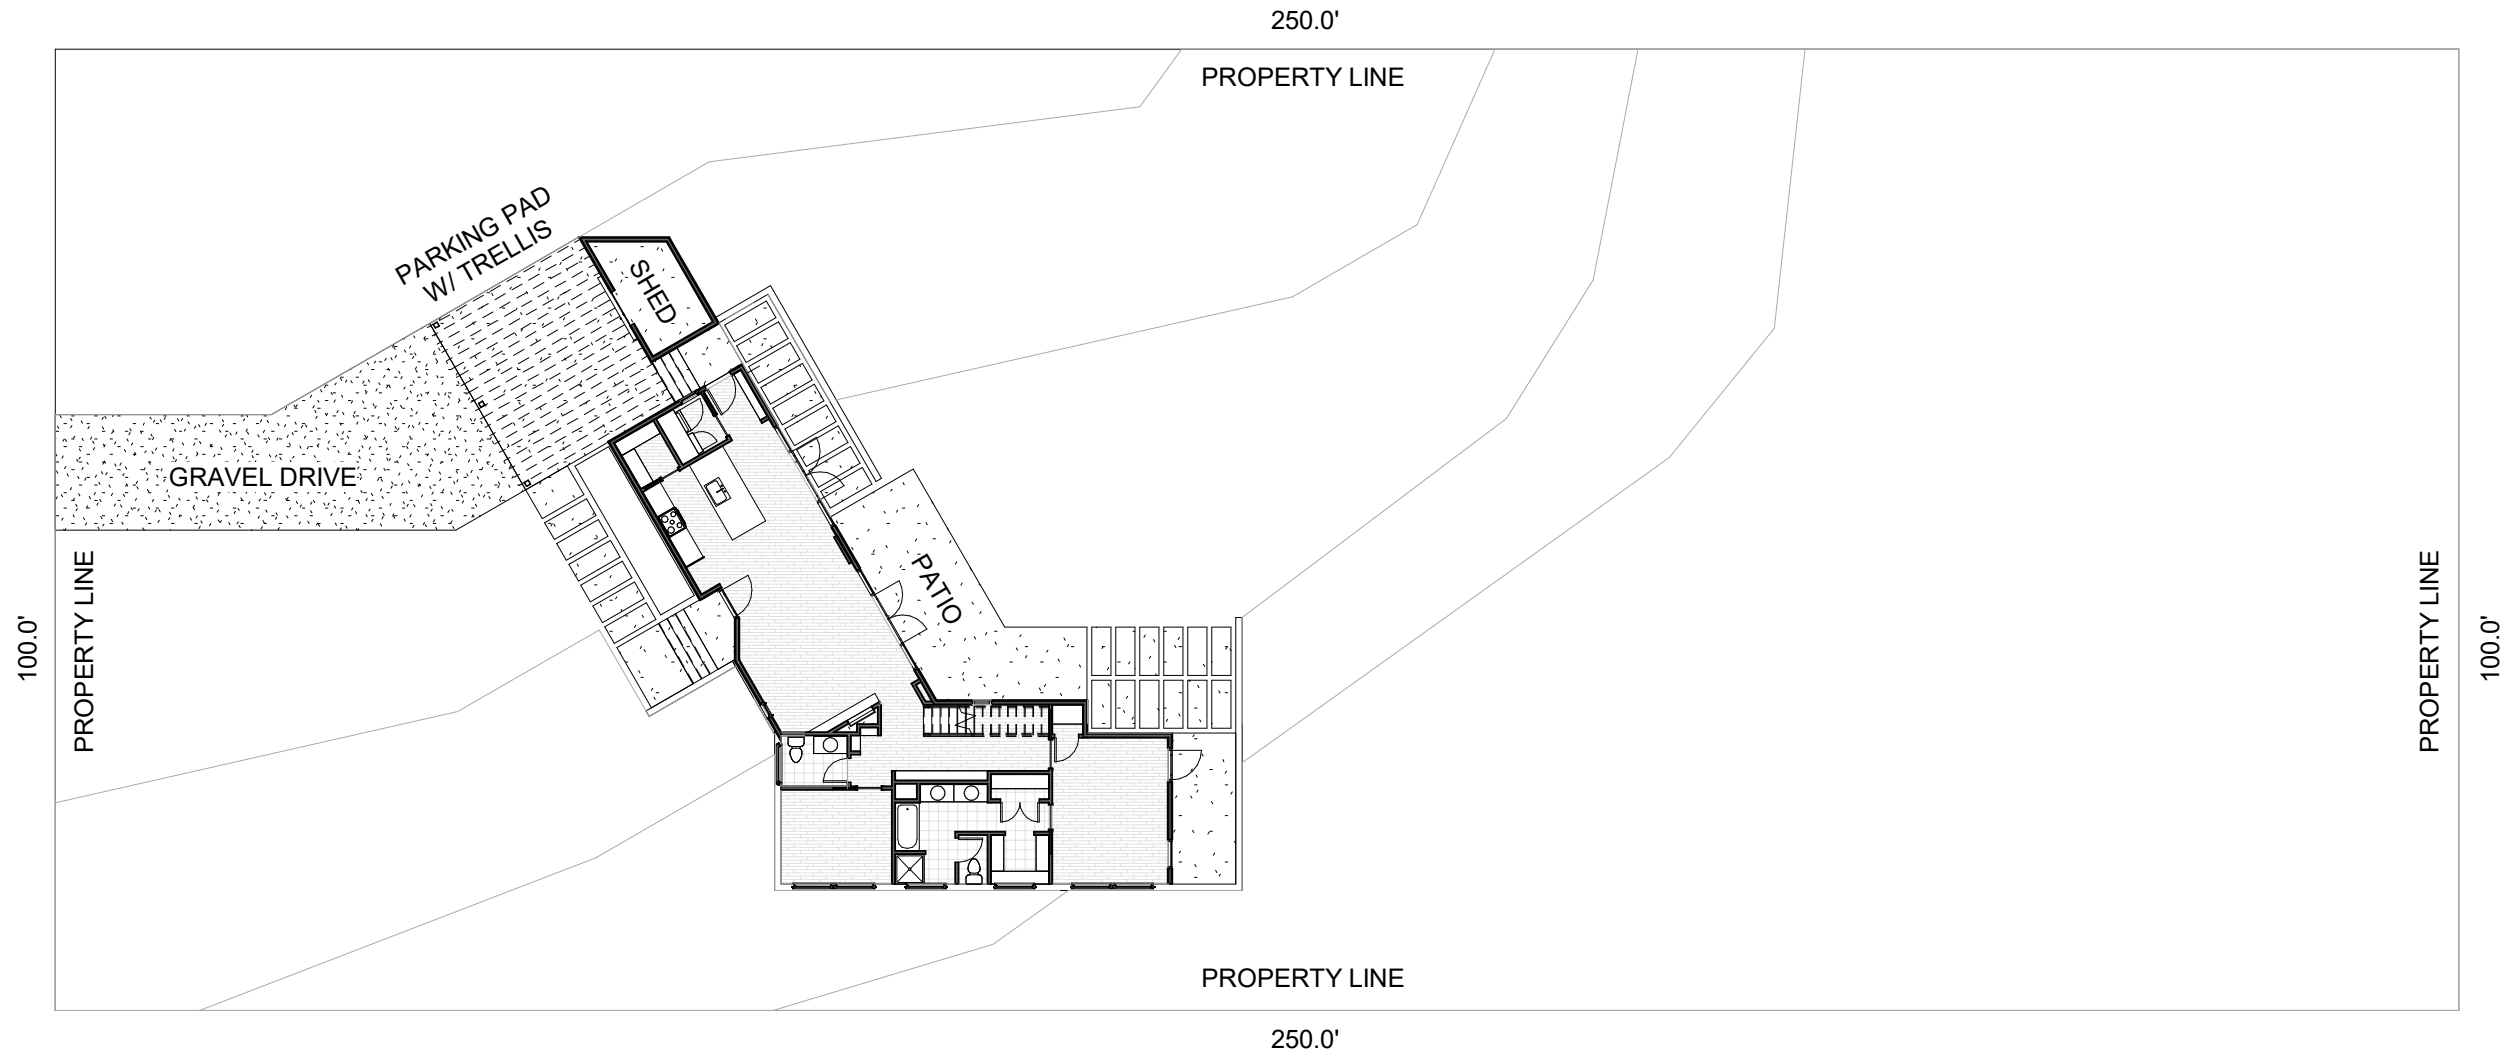 250.0'
PROPERTY LINE
PARKING PAD
W/ TRELLIS
SHED
GRAVEL DRIVE
PATIO
100.0'
PROPERTY LINE
PROPERTY LINE
100.0'
PROPERTY LINE
250.0'